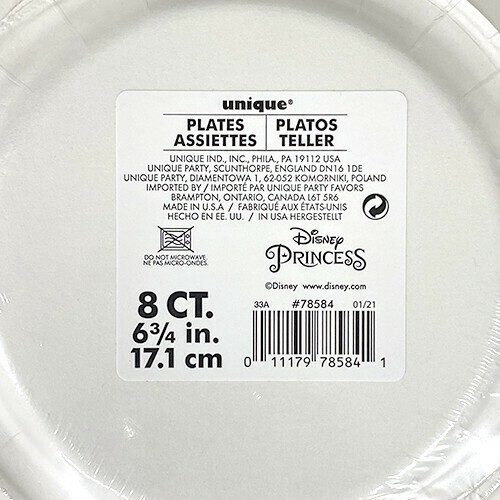 unique®
PLATES | PLATOS
ASSIETTES | TELLER
UNIQUE IND., INC., PHILA., PA 19112 USA
UNIQUE PARTY, SCUNTHORPE, ENGLAND DN16 1DE
UNIQUE PARTY, DIAMENTOWA 1, 62-052 KOMORNIKI, POLAND
IMPORTED BY / IMPORTÉ PAR UNIQUE PARTY FAVORS
BRAMPTON, ONTARIO, CANADA L6T 5R6
MADE IN U.S.A / FABRIQUÉ AUX ÉTATS-UNIS
HECHO EN EE. UU. / IN USA HERGESTELLT
DO NOT MICROWAVE.
NE PAS MICRO-ONDES.
Disney
PRINCESS
©Disney www.disney.com
8 CT.
6¾ in.
17.1 cm
33A #78584 01/21
0 11179 78584 1